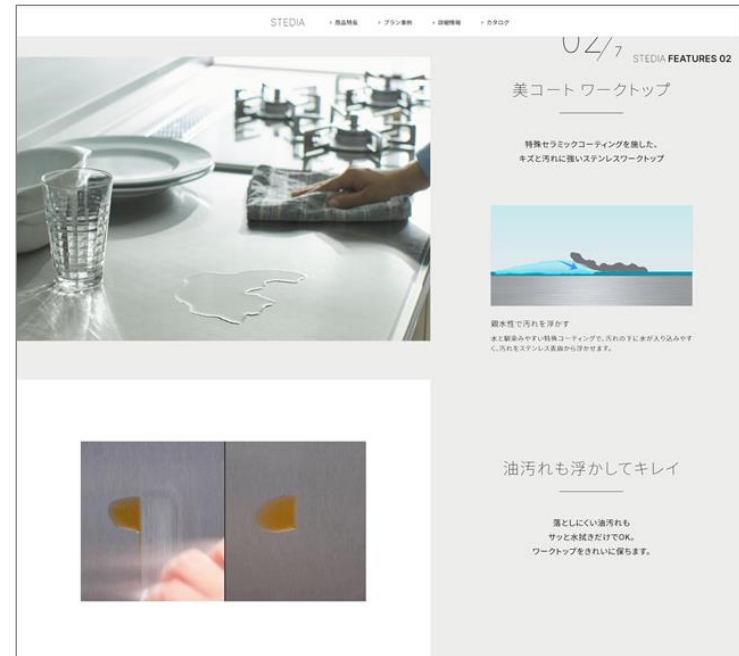 STEDIA
商品特長
プラン事例
詳細情報
カタログ
02/7
STEDIA FEATURES 02
美コート ワークトップ
特殊セラミックコーティングを施した、
キズと汚れに強いステンレスワークトップ
親水性で汚れを浮かす
水と馴染みやすい特殊コーティングで、汚れの下に水が入り込みやす
く、汚れをステンレス表面から浮かせます。
油汚れも浮かしてキレイ
落としにくい油汚れも
サッと水拭きだけでOK。
ワークトップをきれいに保ちます。